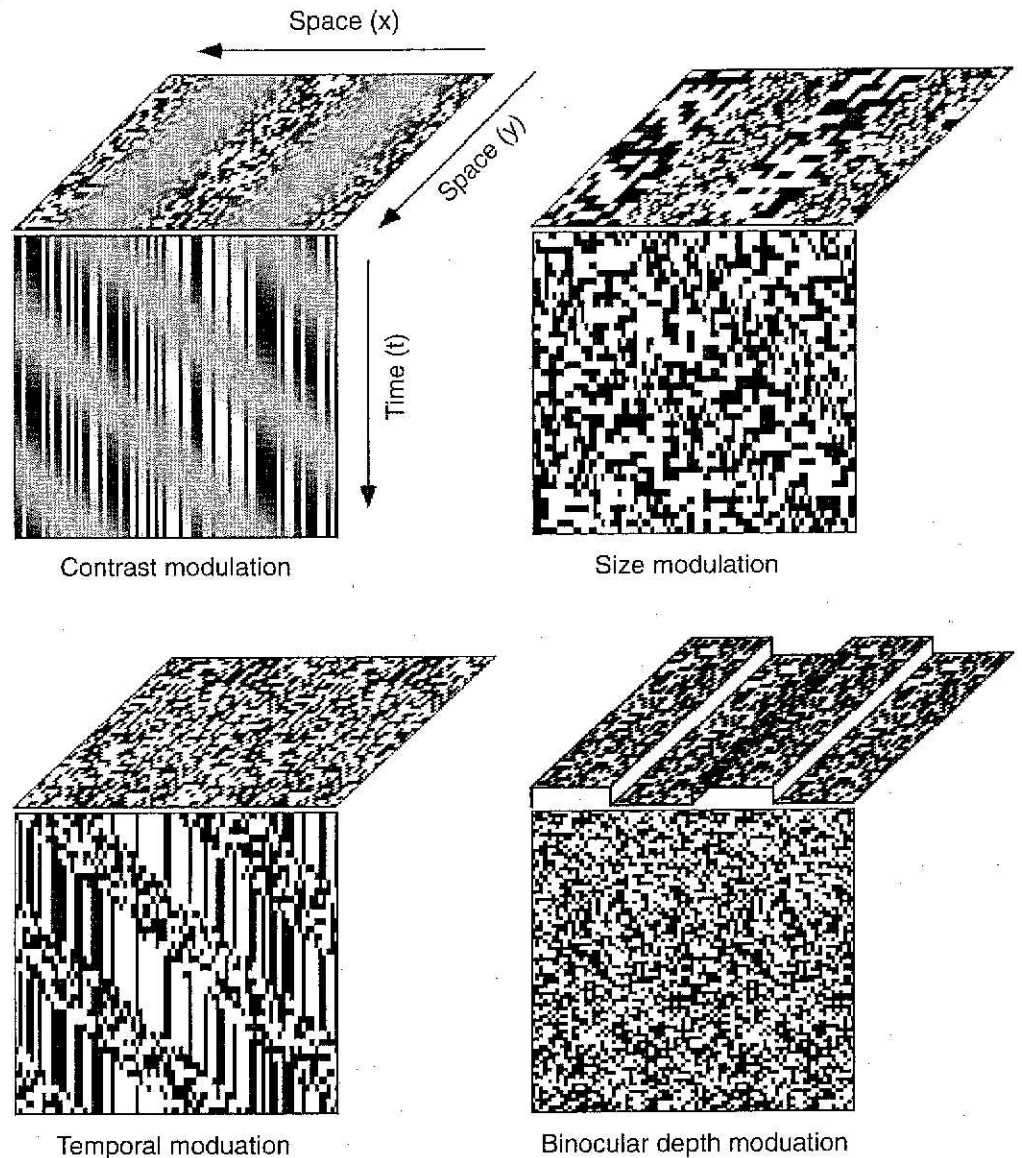 Space (x)
Space (y)
Time (t)
Contrast modulation
Size modulation
Temporal moduation
Binocular depth moduation